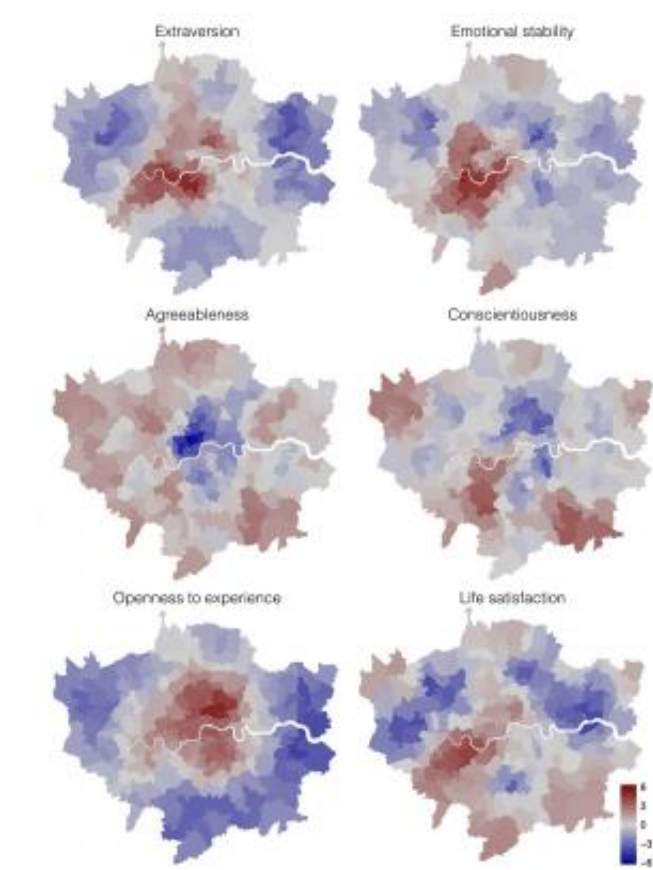 Extraversion
Emotional stability
Agreeableness
Conscientiousness
Openness to experience
Life satisfaction
6
3
0
-3
-6